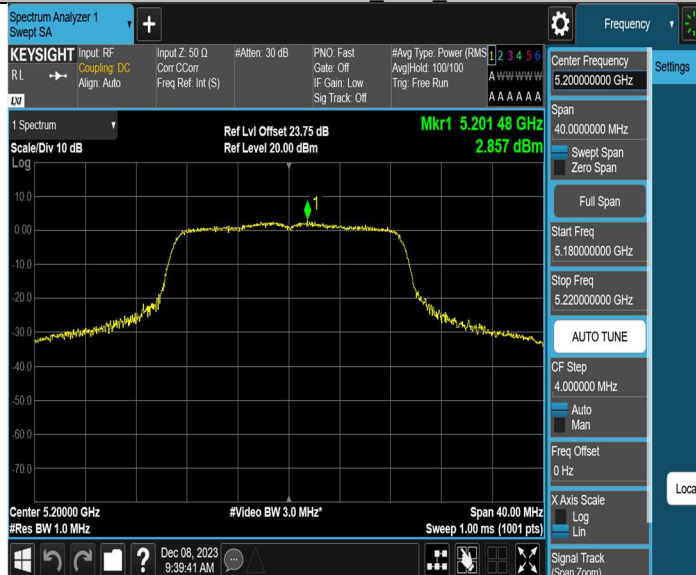 Spectrum Analyzer 1
Swept SA
+
Frequency
KEYSIGHT
Input: RF
Coupling: DC
Align: Auto
Input Z: 50 Ω
Corr CCorr
Freq Ref: Int (S)
#Atten: 30 dB
PNO: Fast
Gate: Off
IF Gain: Low
Sig Track: Off
#Avg Type: Power (RMS
Avg|Hold: 100/100
Trig: Free Run
1 2 3 4 5 6
A W W W W W
A A A A A A
R L
LXI
Center Frequency
5.200000000 GHz
Settings
Span
40.0000000 MHz
Swept Span
Zero Span
Full Span
Start Freq
5.180000000 GHz
Stop Freq
5.220000000 GHz
AUTO TUNE
CF Step
4.000000 MHz
Auto
Man
Freq Offset
0 Hz
X Axis Scale
Log
Lin
Signal Track
(Span Zoom)
Loca
1 Spectrum
Scale/Div 10 dB
Log
Ref Lvl Offset 23.75 dB
Ref Level 20.00 dBm
Mkr1 5.201 48 GHz
2.857 dBm
1
10.0
0.00
-10.0
-20.0
-30.0
-40.0
-50.0
-60.0
-70.0
Center 5.20000 GHz
#Res BW 1.0 MHz
#Video BW 3.0 MHz*
Span 40.00 MHz
Sweep 1.00 ms (1001 pts)
?
Dec 08, 2023
9:39:41 AM